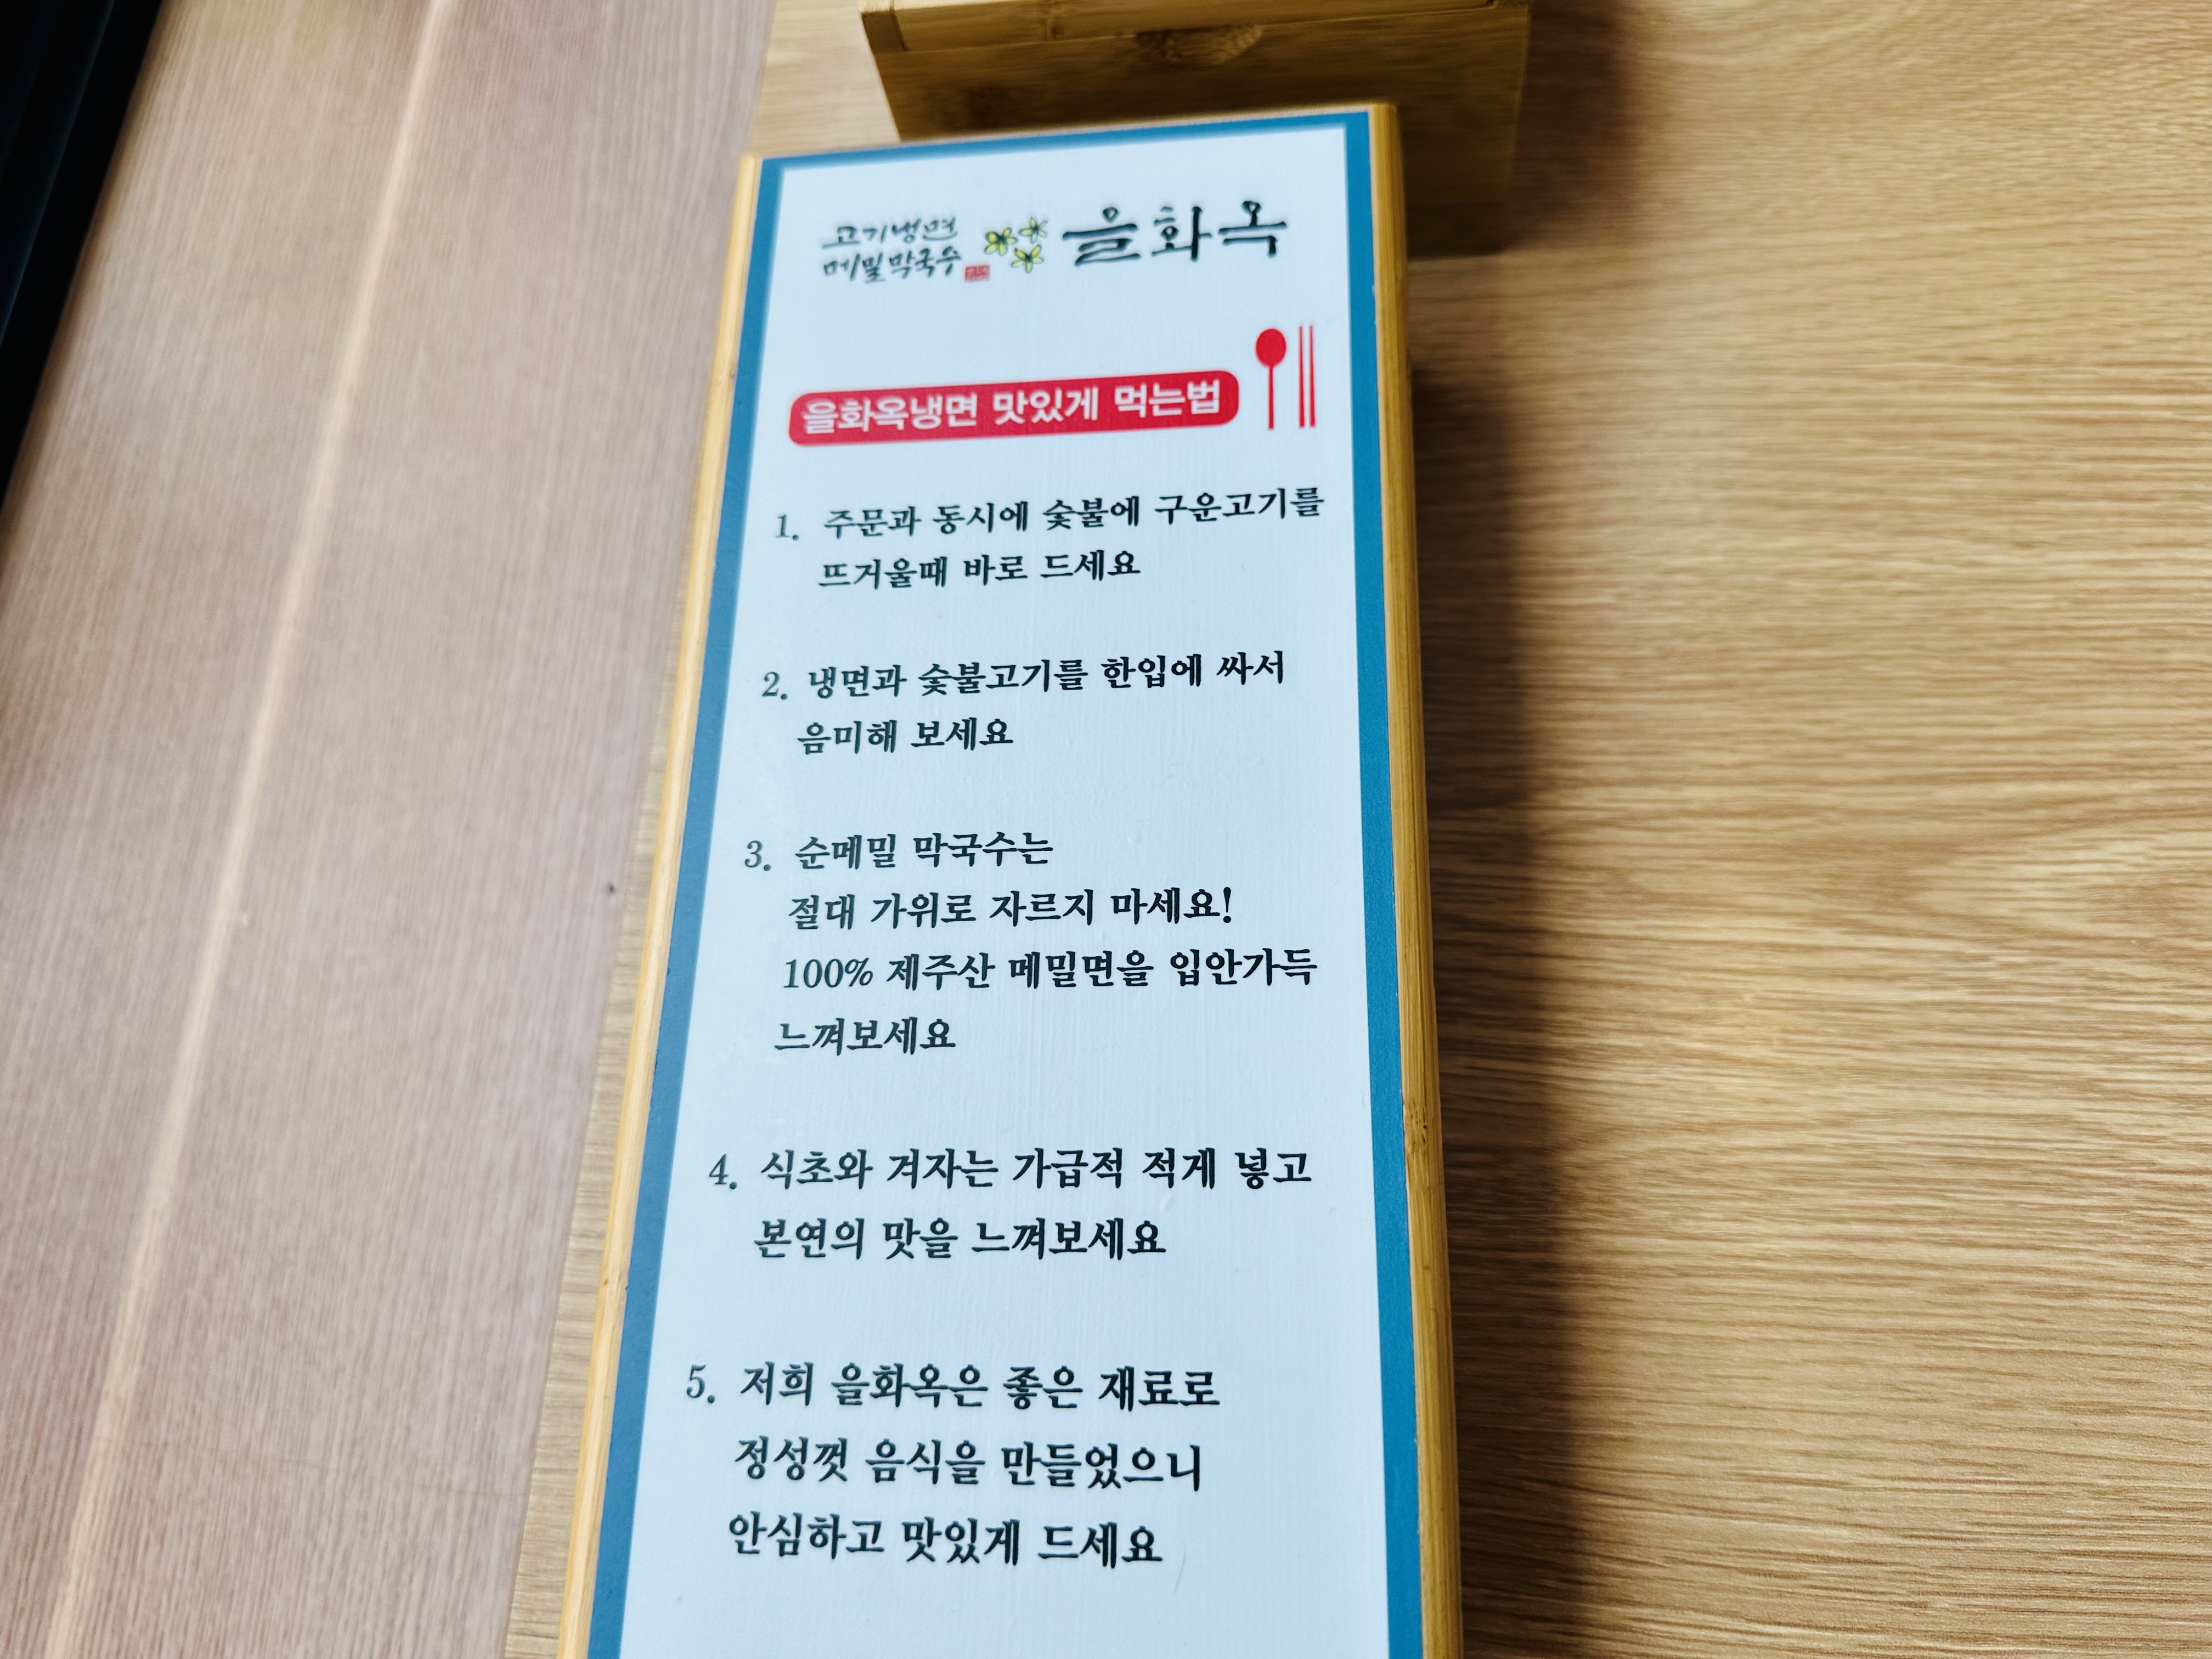 고기냉면
메밀막국수
을화옥
을화옥냉면 맛있게 먹는법
1. 주문과 동시에 숯불에 구운고기를
뜨거울때 바로 드세요
2. 냉면과 숯불고기를 한입에 싸서
음미해 보세요
3. 순메밀 막국수는
절대 가위로 자르지 마세요!
100% 제주산 메밀면을 입안가득
느껴보세요
4. 식초와 겨자는 가급적 적게 넣고
본연의 맛을 느껴보세요
5. 저희 을화옥은 좋은 재료로
정성껏 음식을 만들었으니
안심하고 맛있게 드세요